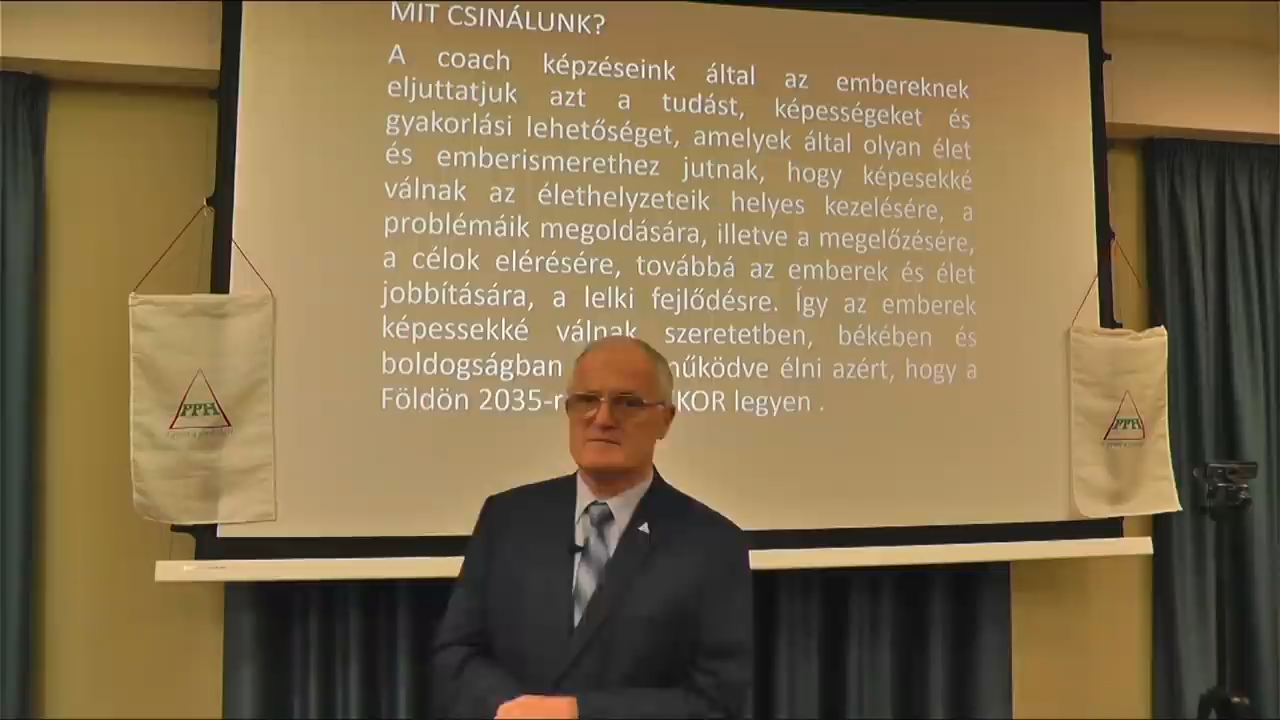 MIT CSINÁLUNK?
A coach képzéseink által az embereknek
eljuttatjuk azt a tudást, képességeket és
gyakorlási lehetőséget, amelyek által olyan élet
és emberismerethez jutnak, hogy képesekké
válnak az élethelyzeteik helyes kezelésére, a
problémáik megoldására, illetve a megelőzésére,
a célok elérésére, továbbá az emberek és élet
jobbítására, a lelki fejlődésre. Így az emberek
képessekké válnak szeretetben, békében és
boldogságban működve élni azért, hogy a
Földön 2035-r KOR legyen .
PPH
PPH